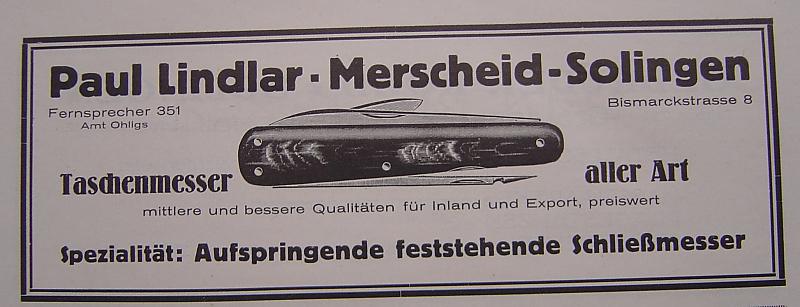 Paul Lindlar · Merscheid-Solingen
Fernsprecher 351
Amt Ohligs
Bismarckstrasse 8
Taschenmesser aller Art
mittlere und bessere Qualitäten für Inland und Export, preiswert
Spezialität: Aufspringende feststehende Schließmesser